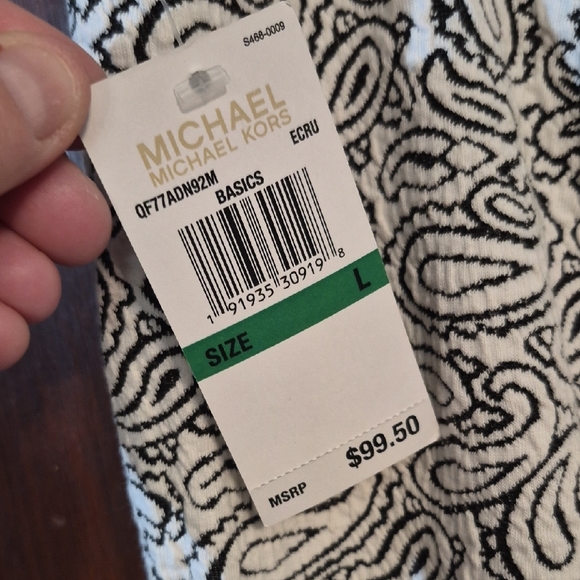 S468-0009
MICHAEL
MICHAEL KORS
QF77ADN92M
ECRU
BASICS
1 91935 30919 8
SIZE L
MSRP $99.50